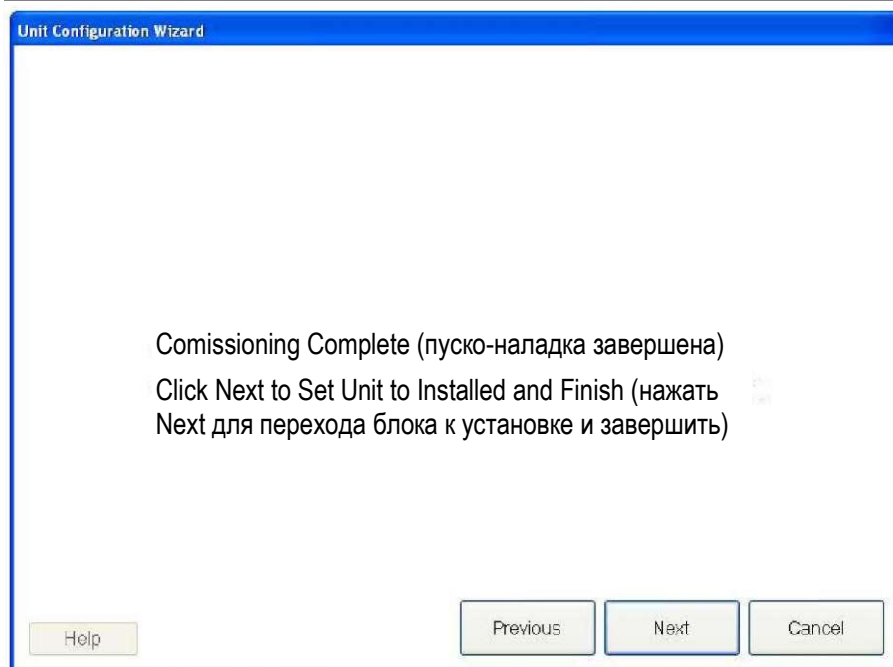 Unit Configuration Wizard
Comissioning Complete (пуско-наладка завершена)
Click Next to Set Unit to Installed and Finish (нажать
Next для перехода блока к установке и завершить)
Help
Previous
Next
Cancel